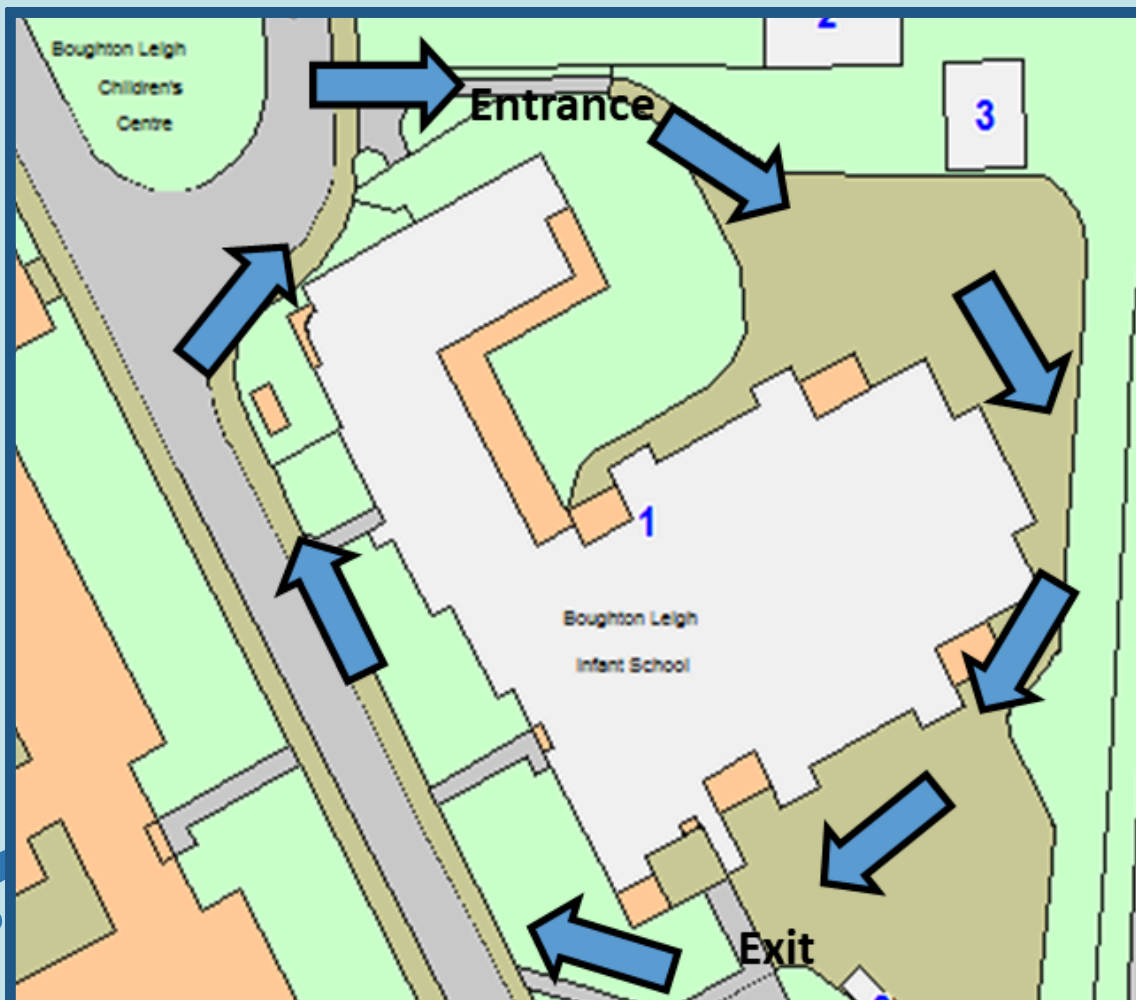 Boughton Leigh
Children's
Centre
2
3
Entrance
1
Boughton Leigh
Infant School
Exit